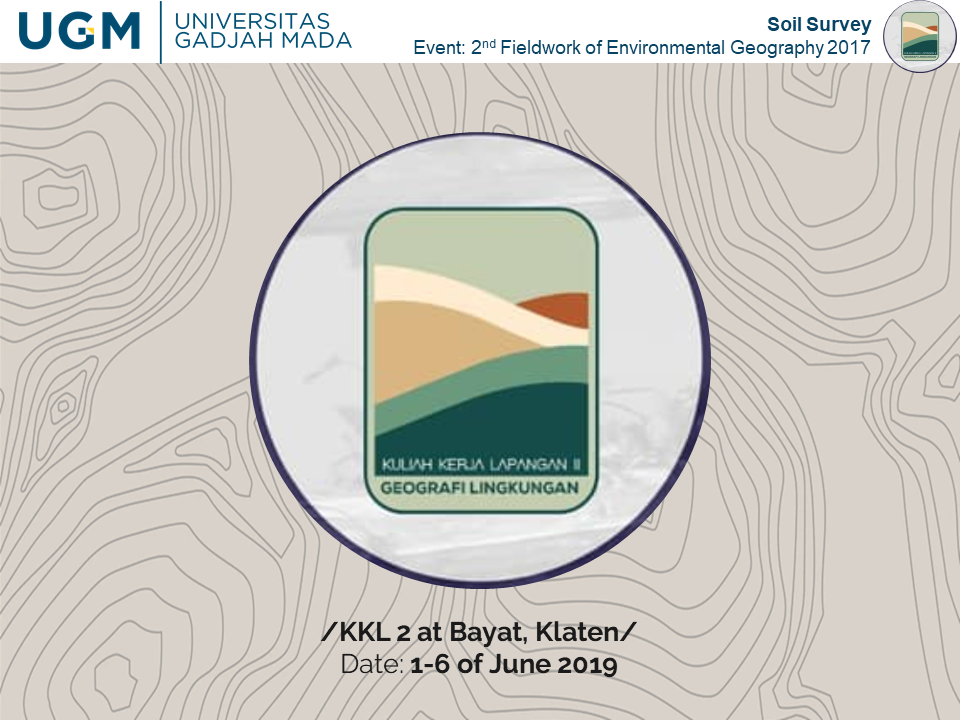 UGM
UNIVERSITAS
GADJAH MADA
Soil Survey
Event: 2nd Fieldwork of Environmental Geography 2017
KULIAH KERJA LAPANGAN II
GEOGRAFI LINGKUNGAN
/KKL 2 at Bayat, Klaten/
Date: 1-6 of June 2019